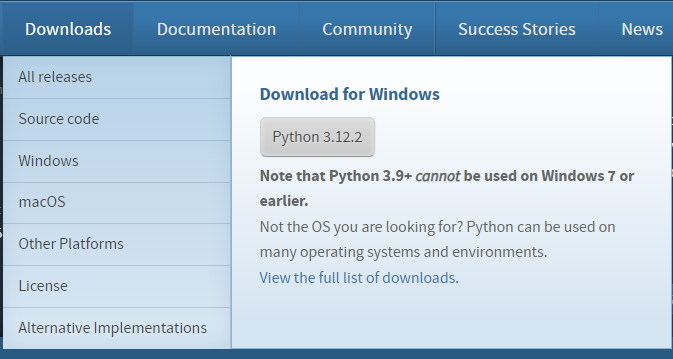 Downloads Documentation Community Success Stories News
All releases
Source code
Windows
macOS
Other Platforms
License
Alternative Implementations
Download for Windows
Python 3.12.2
Note that Python 3.9+ cannot be used on Windows 7 or
earlier.
Not the OS you are looking for? Python can be used on
many operating systems and environments.
View the full list of downloads.